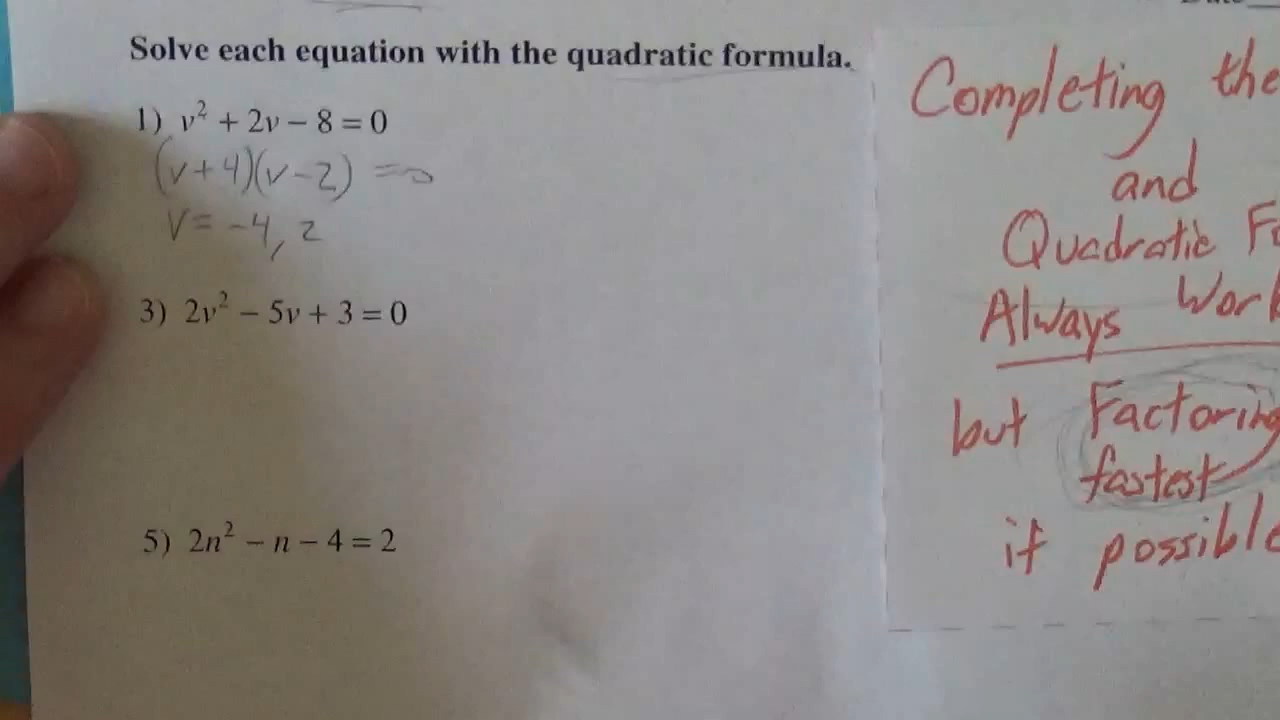 Solve each equation with the quadratic formula.
1) v² + 2v − 8 = 0
(v+4)(v−2) =0
v= −4, 2
3) 2v² − 5v + 3 = 0
5) 2n² − n − 4 = 2
Completing the
and
Quadratic
Always
but Factoring
fastest
if possible